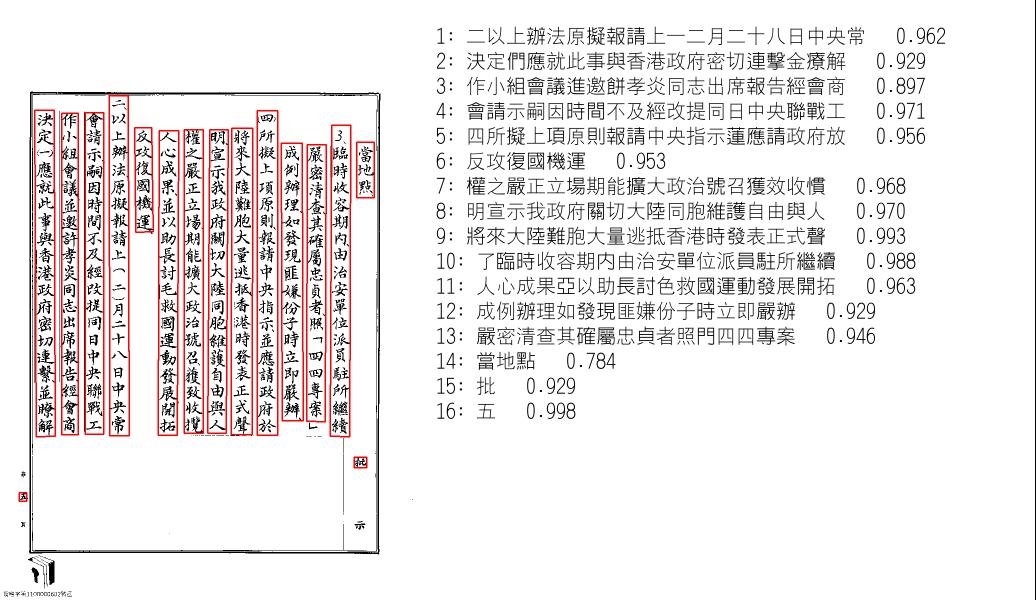 當地點
3.臨時收容期內由治安單位派員駐所繼續
嚴密清查其確屬忠貞者照「四四專案」
成例辦理如發現匪嫌份子時立即嚴辦
㈣所擬上項原則報請中央指示並應請政府於
將來大陸難胞大量逃抵香港時發表正式聲
明宣示我政府關切大陸同胞維護自由與人
權之嚴正立場期能擴大政治號召獲致收攬
人心成果並以助長討毛救國運動發展開拓
反攻復國機運
二以上辦法原擬報請上(一二)月二十八日中央常
會請示嗣因時間不及經改提同日中央聯戰工
作小組會議並邀許孝炎同志出席報告經會商
決定㈠應就此事與香港政府密切連繫並瞭解
批示
五頁
1: 二以上辦法原擬報請上一二月二十八日中央常 0.962
2: 決定們應就此事與香港政府密切連擊金療解 0.929
3: 作小組會議進邀餅孝炎同志出席報告經會商 0.897
4: 會請示嗣因時間不及經改提同日中央聯戰工 0.971
5: 四所擬上項原則報請中央指示蓮應請政府放 0.956
6: 反攻復國機運 0.953
7: 權之嚴正立場期能擴大政治號召獲效收慣 0.968
8: 明宣示我政府關切大陸同胞維護自由與人 0.970
9: 將來大陸難胞大量逃抵香港時發表正式聲 0.993
10: 了臨時收容期内由治安單位派員駐所繼續 0.988
11: 人心成果亞以助長討色救國運動發展開拓 0.963
12: 成例辦理如發現匪嫌份子時立即嚴辦 0.929
13: 嚴密清查其確屬忠貞者照門四四專案 0.946
14: 當地點 0.784
15: 批 0.929
16: 五 0.998